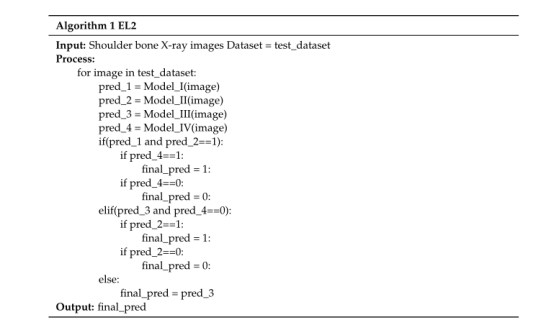 Algorithm 1 EL2
Input: Shoulder bone X-ray images Dataset = test_dataset
Process:
for image in test_dataset:
pred_1 = Model_I(image)
pred_2 = Model_II(image)
pred_3 = Model_III(image)
pred_4 = Model_IV(image)
if(pred_1 and pred_2==1):
if pred_4==1:
final_pred = 1:
if pred_4==0:
final_pred = 0:
elif(pred_3 and pred_4==0):
if pred_2==1:
final_pred = 1:
if pred_2==0:
final_pred = 0:
else:
final_pred = pred_3
Output: final_pred